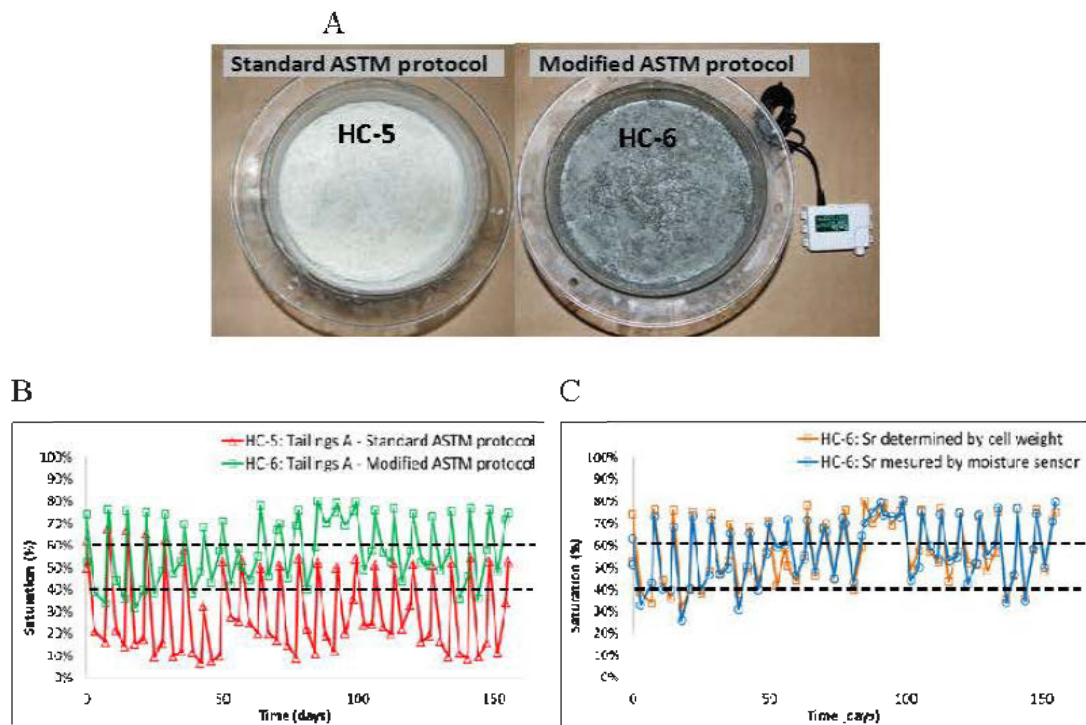 A
Standard ASTM protocol
Modified ASTM protocol
HC-5
HC-6
B
HC-5: Tailings A - Standard ASTM protocol
HC-6: Tailings A - Modified ASTM protocol
100%
90%
80%
70%
60%
50%
40%
30%
20%
10%
0%
Saturation (%)
0
50
100
150
Time (days)
C
HC-6: Sr determined by cell weight
HC-6: Sr mesured by moisture sensor
100%
90%
80%
70%
60%
50%
40%
30%
20%
10%
0%
Saturation (%)
0
50
100
150
Time (days)